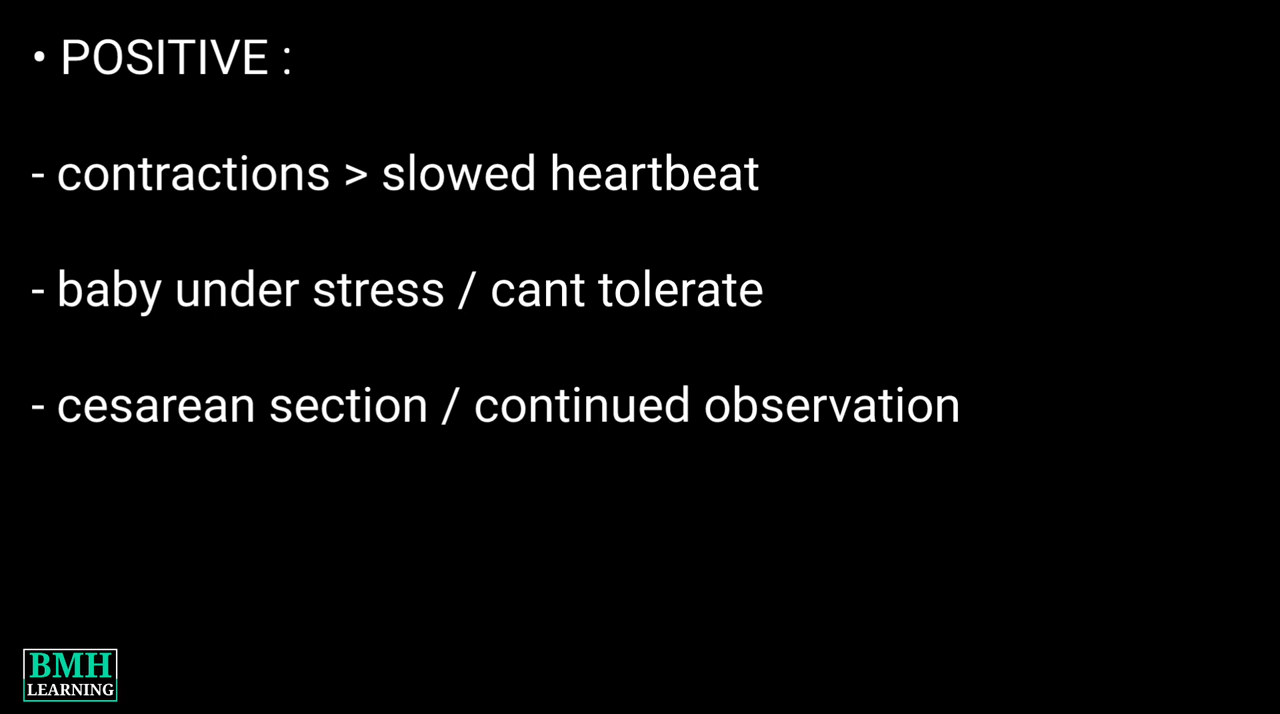 • POSITIVE :
- contractions > slowed heartbeat
- baby under stress / cant tolerate
- cesarean section / continued observation
BMH
LEARNING